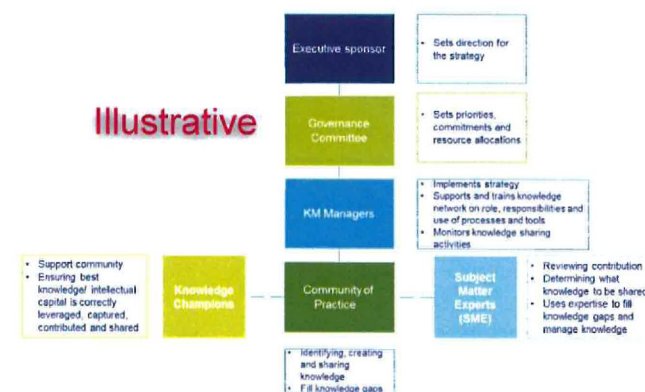 Executive sponsor
• Sets direction for
the strategy
Illustrative
Governance
Committee
• Sets priorities,
commitments and
resource allocations
KM Managers
• Implements strategy
• Supports and trains knowledge
network on role, responsibilities and
use of processes and tools
• Monitors knowledge sharing
activities
• Support community
• Ensuring best
knowledge/ intellectual
capital is correctly
leveraged, captured,
contributed and shared
Knowledge
Champions
Community of
Practice
Subject
Matter
Experts
(SME)
• Reviewing contribution
• Determining what
knowledge to be shared
• Uses expertise to fill
knowledge gaps and
manage knowledge
• Identifying, creating
and sharing
knowledge
• Fill knowledge gaps